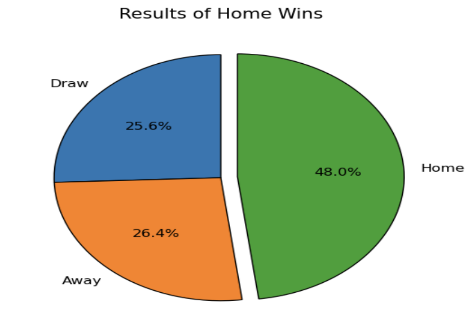 Results of Home Wins
Draw
25.6%
48.0%
Home
26.4%
Away